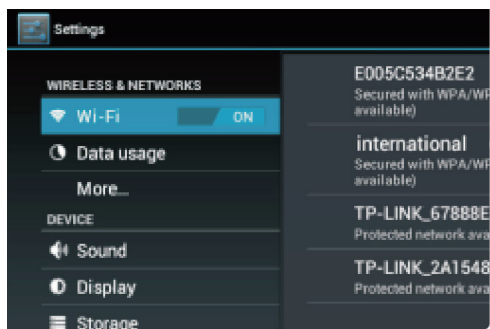 Settings
WIRELESS & NETWORKS
Wi-Fi ON
Data usage
More...
DEVICE
Sound
Display
Storage
E005C534B2E2
Secured with WPA/WP
available)
international
Secured with WPA/WP
available)
TP-LINK_67888E
Protected network ava
TP-LINK_2A1548
Protected network ava